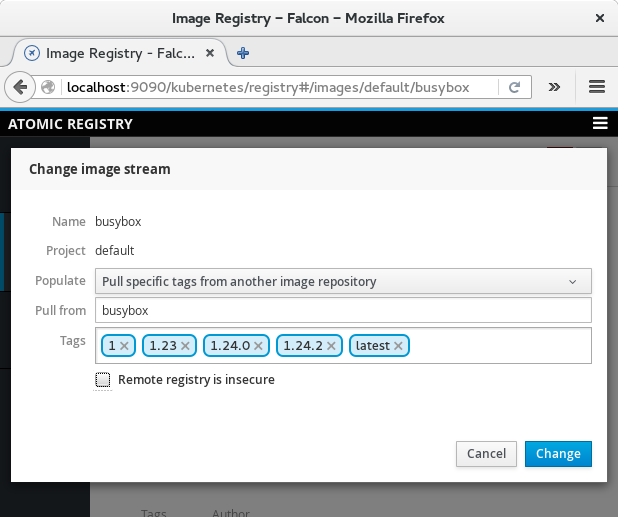 Image Registry – Falcon – Mozilla Firefox
Image Registry - Falc...
localhost:9090/kubernetes/registry#/images/default/busybox
ATOMIC REGISTRY
Change image stream
Name busybox
Project default
Populate Pull specific tags from another image repository
Pull from busybox
Tags 1 1.23 1.24.0 1.24.2 latest
Remote registry is insecure
Cancel Change
Tags Author